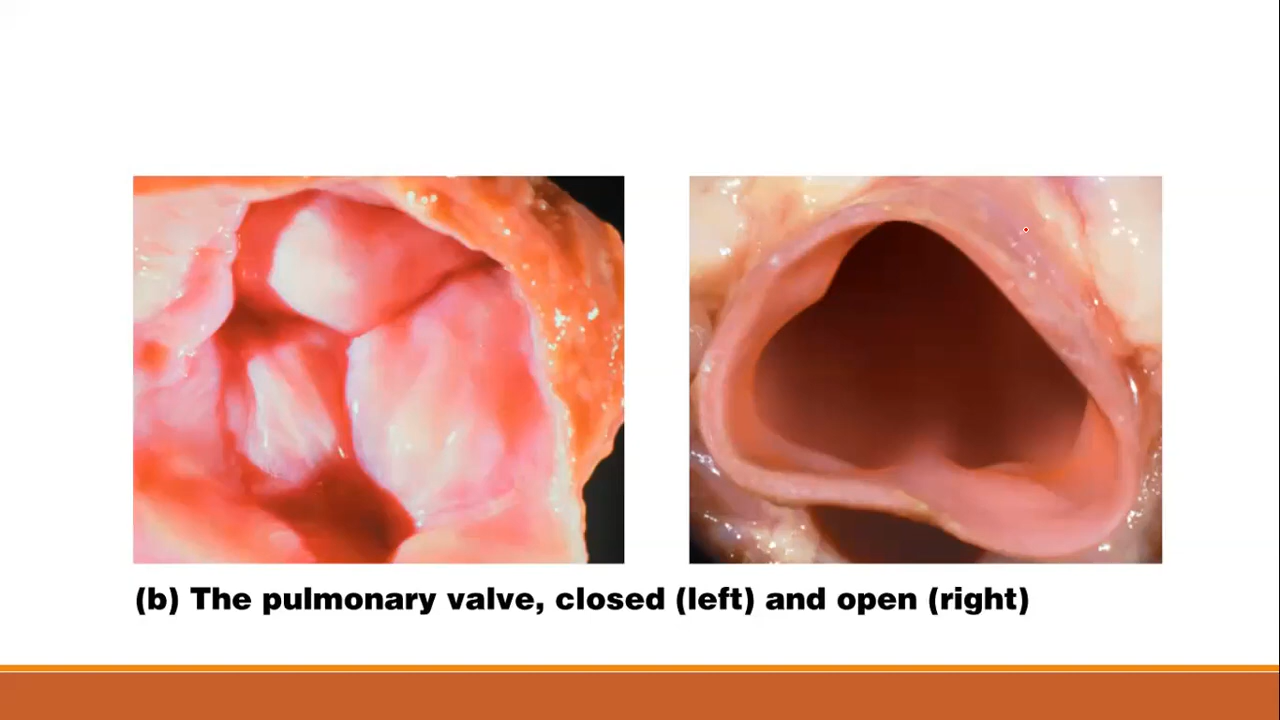 (b) The pulmonary valve, closed (left) and open (right)